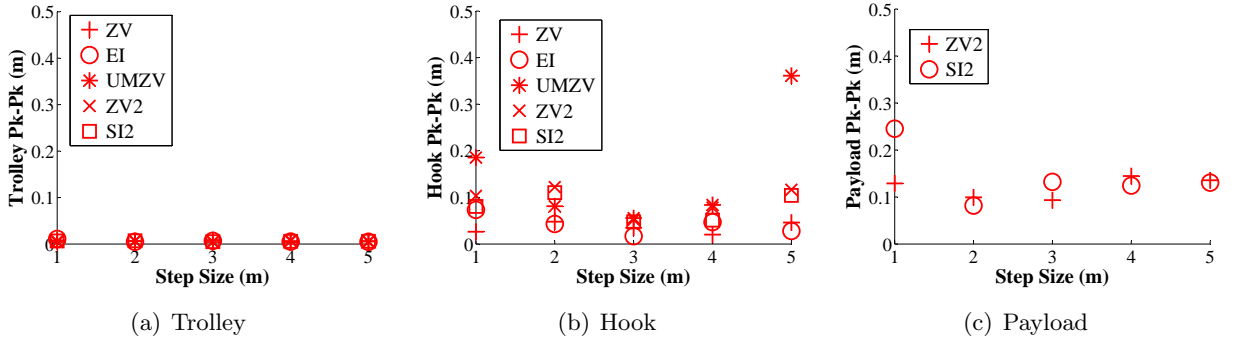 0.5
0.4
0.3
0.2
0.1
0
1 2 3 4 5
Trolley Pk-Pk (m)
Step Size (m)
ZV
EI
UMZV
ZV2
SI2
(a) Trolley
0.5
0.4
0.3
0.2
0.1
0
1 2 3 4 5
Hook Pk-Pk (m)
Step Size (m)
ZV
EI
UMZV
ZV2
SI2
(b) Hook
0.5
0.4
0.3
0.2
0.1
0
1 2 3 4 5
Payload Pk-Pk (m)
Step Size (m)
ZV2
SI2
(c) Payload